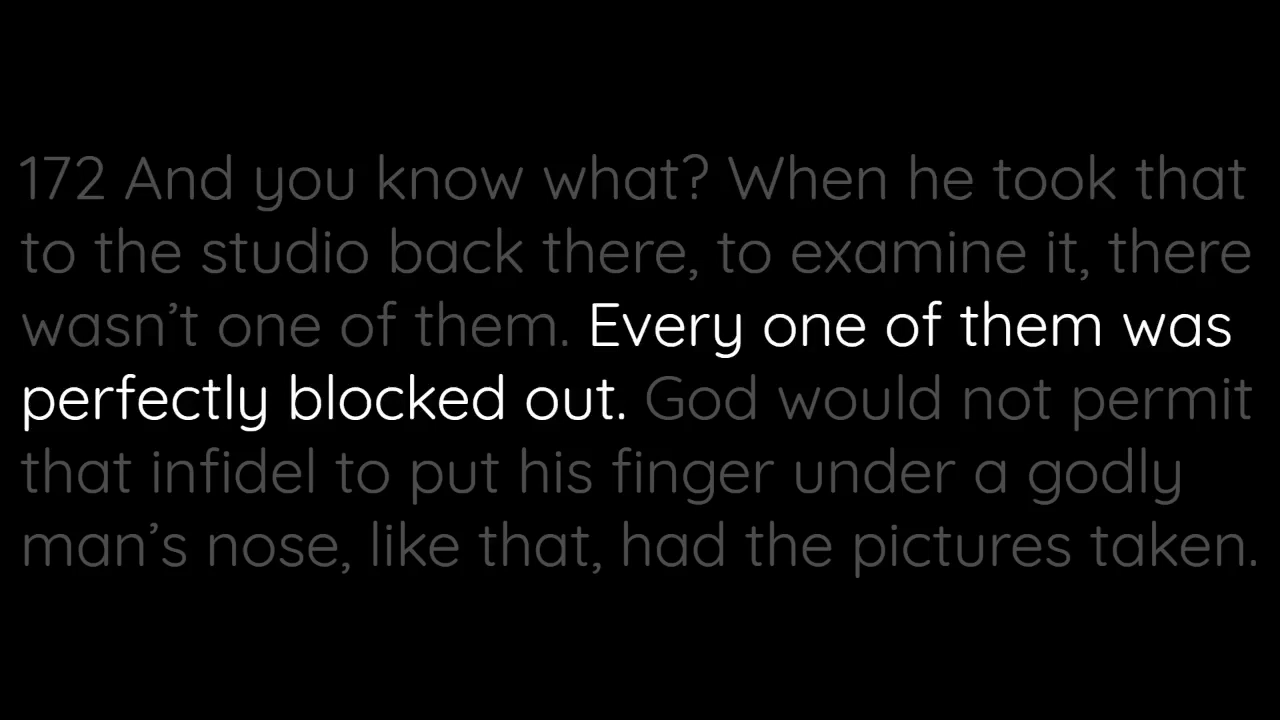 172 And you know what? When he took that
to the studio back there, to examine it, there
wasn’t one of them. Every one of them was
perfectly blocked out. God would not permit
that infidel to put his finger under a godly
man’s nose, like that, had the pictures taken.